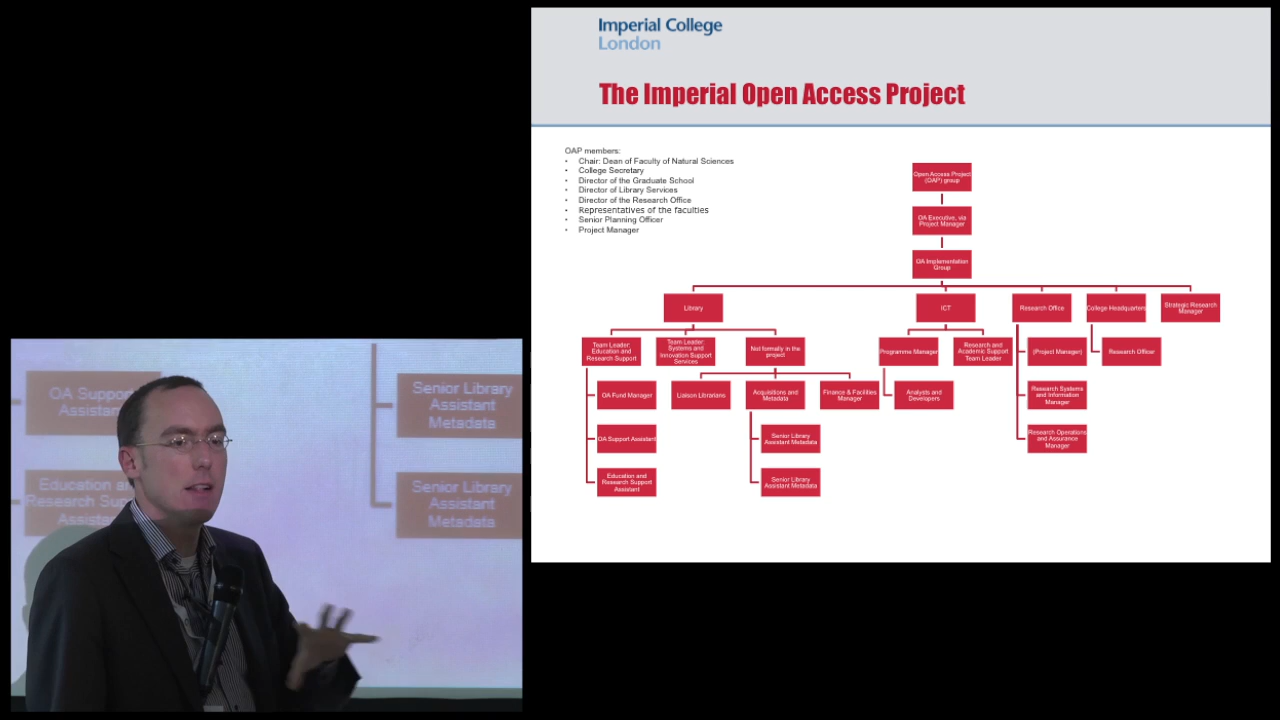 Imperial College
London
The Imperial Open Access Project
OAP members:
• Chair: Dean of Faculty of Natural Sciences
• College Secretary
• Director of the Graduate School
• Director of Library Services
• Director of the Research Office
• Representatives of the faculties
• Senior Planning Officer
• Project Manager
Open Access Project
(OAP) group
OA Executive, via
Project Manager
OA Implementation
Group
Library
ICT
Research Office
College Headquarters
Strategic Research
Manager
Team Leader:
Education and
Research Support
Team Leader:
Systems and
Innovation Support
Services
Not formally in the
project
Programme Manager
Research and
Academic Support
Team Leader
(Project Manager)
Research Officer
OA Fund Manager
Liaison Librarians
Acquisitions and
Metadata
Finance & Facilities
Manager
Analysts and
Developers
Research Systems
and Information
Manager
OA Support Assistant
Senior Library
Assistant Metadata
Research Operations
and Assurance
Manager
Education and
Research Support
Assistant
Senior Library
Assistant Metadata
OA Support
Senior Library
Assistant
Metadata
Education
Research
Senior Library
Assistant
Metadata